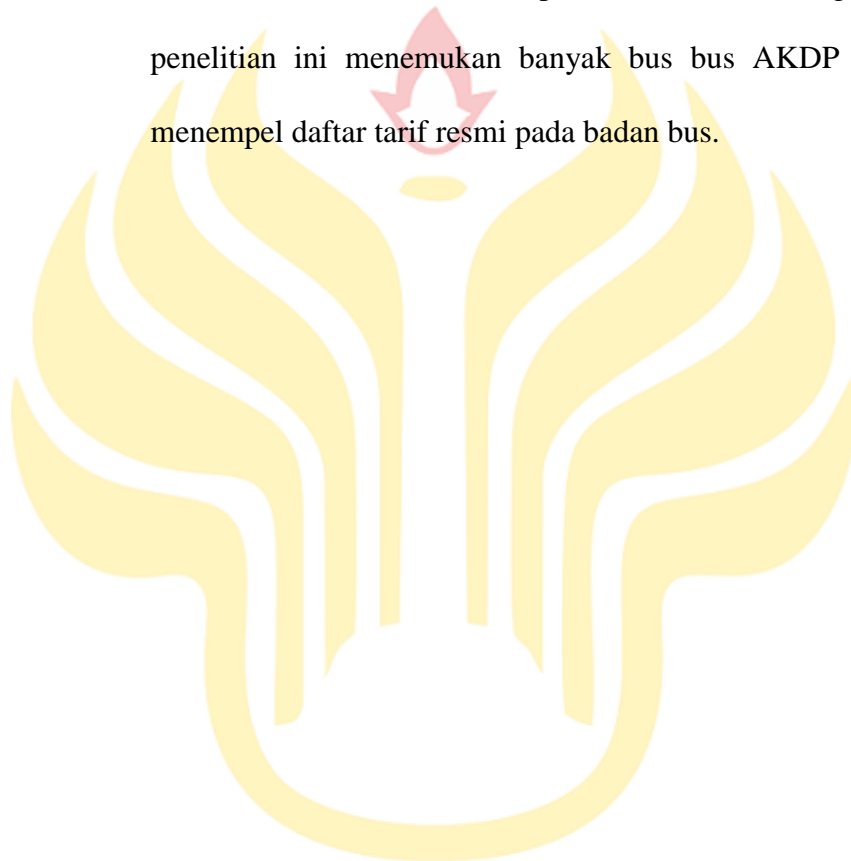 penelitian ini menemukan banyak bus bus AKDP
menempel daftar tarif resmi pada badan bus.